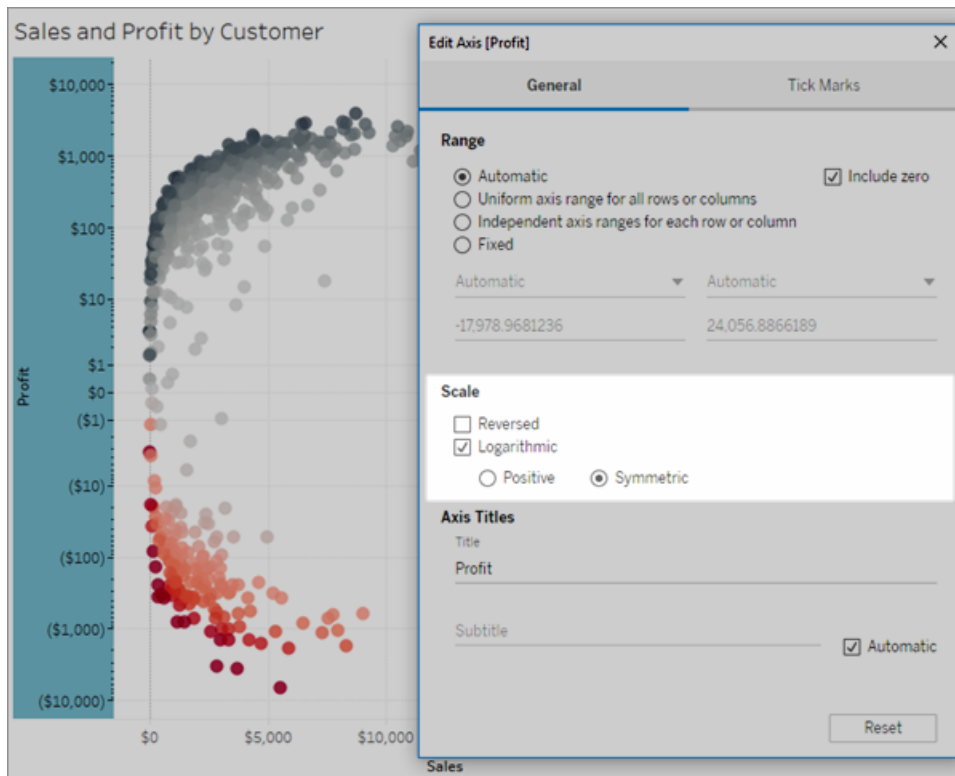 Sales and Profit by Customer
$10,000
$1,000
$100
$10
$1
$0
($1)
($10)
($100)
($1,000)
($10,000)
Profit
$0
$5,000
$10,000
Sales
Edit Axis [Profit]
General
Tick Marks
Range
Automatic
Include zero
Uniform axis range for all rows or columns
Independent axis ranges for each row or column
Fixed
Automatic
Automatic
-17,978.9681236
24,056.8866189
Scale
Reversed
Logarithmic
Positive
Symmetric
Axis Titles
Title
Profit
Subtitle
Automatic
Reset